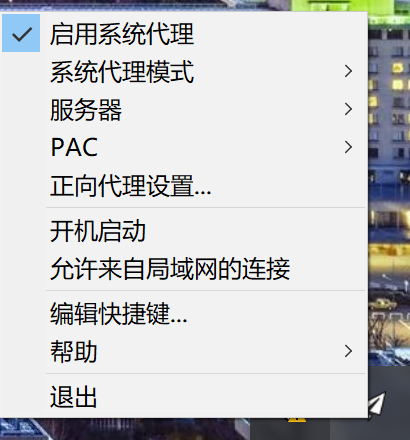 启用系统代理
系统代理模式
服务器
PAC
正向代理设置...
开机启动
允许来自局域网的连接
编辑快捷键...
帮助
退出